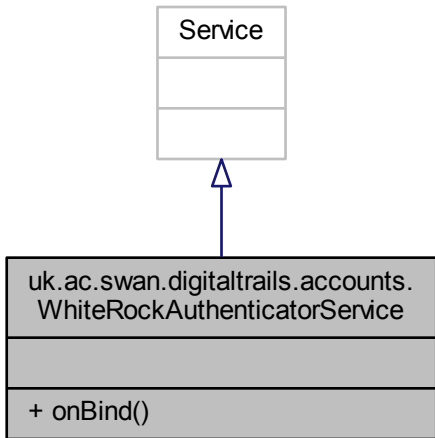 Service
uk.ac.swan.digitaltrails.accounts.
WhiteRockAuthenticatorService
+ onBind()